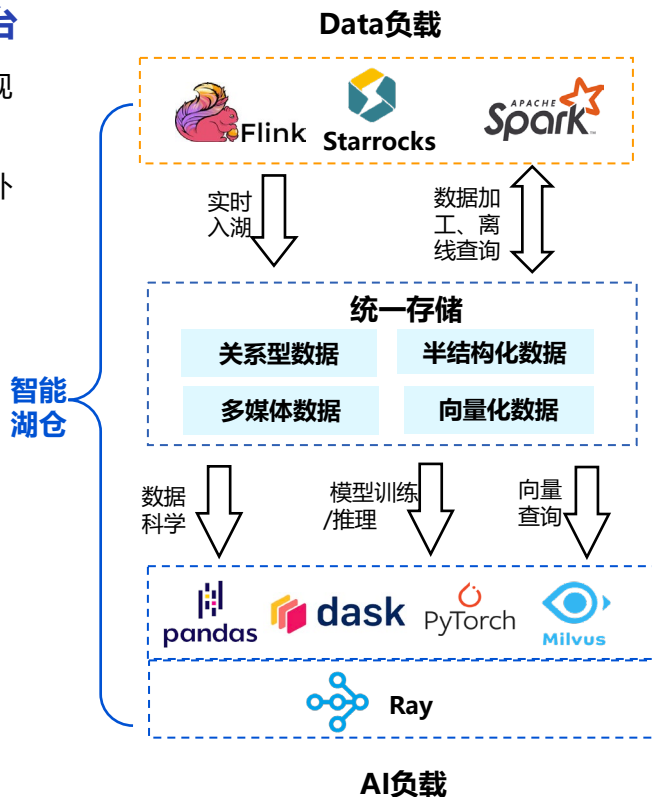 台
Data负载
现
Flink
Starrocks
APACHE
Spark
外
实时
入湖
数据加
工、离
线查询
统一存储
关系型数据
半结构化数据
多媒体数据
向量化数据
智能
湖仓
数据
科学
模型训练
/推理
向量
查询
pandas
dask
PyTorch
Milvus
Ray
AI负载